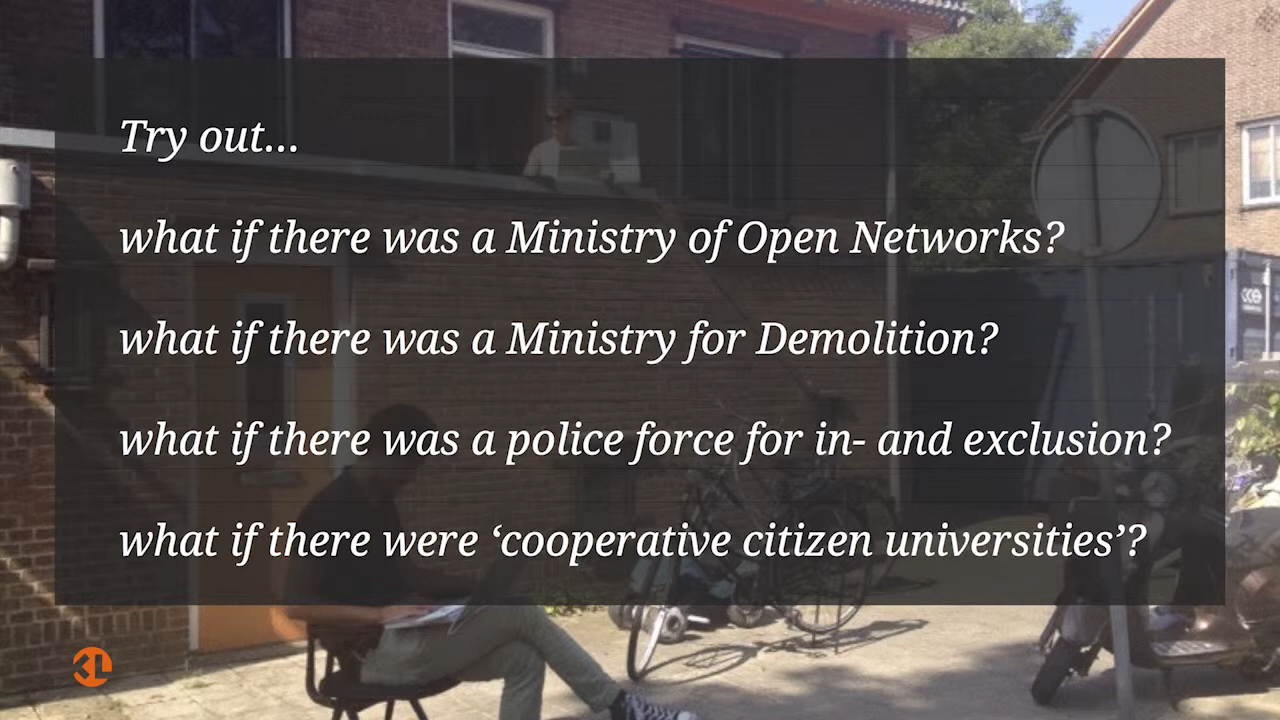 Try out...
what if there was a Ministry of Open Networks?
what if there was a Ministry for Demolition?
what if there was a police force for in- and exclusion?
what if there were ‘cooperative citizen universities’?